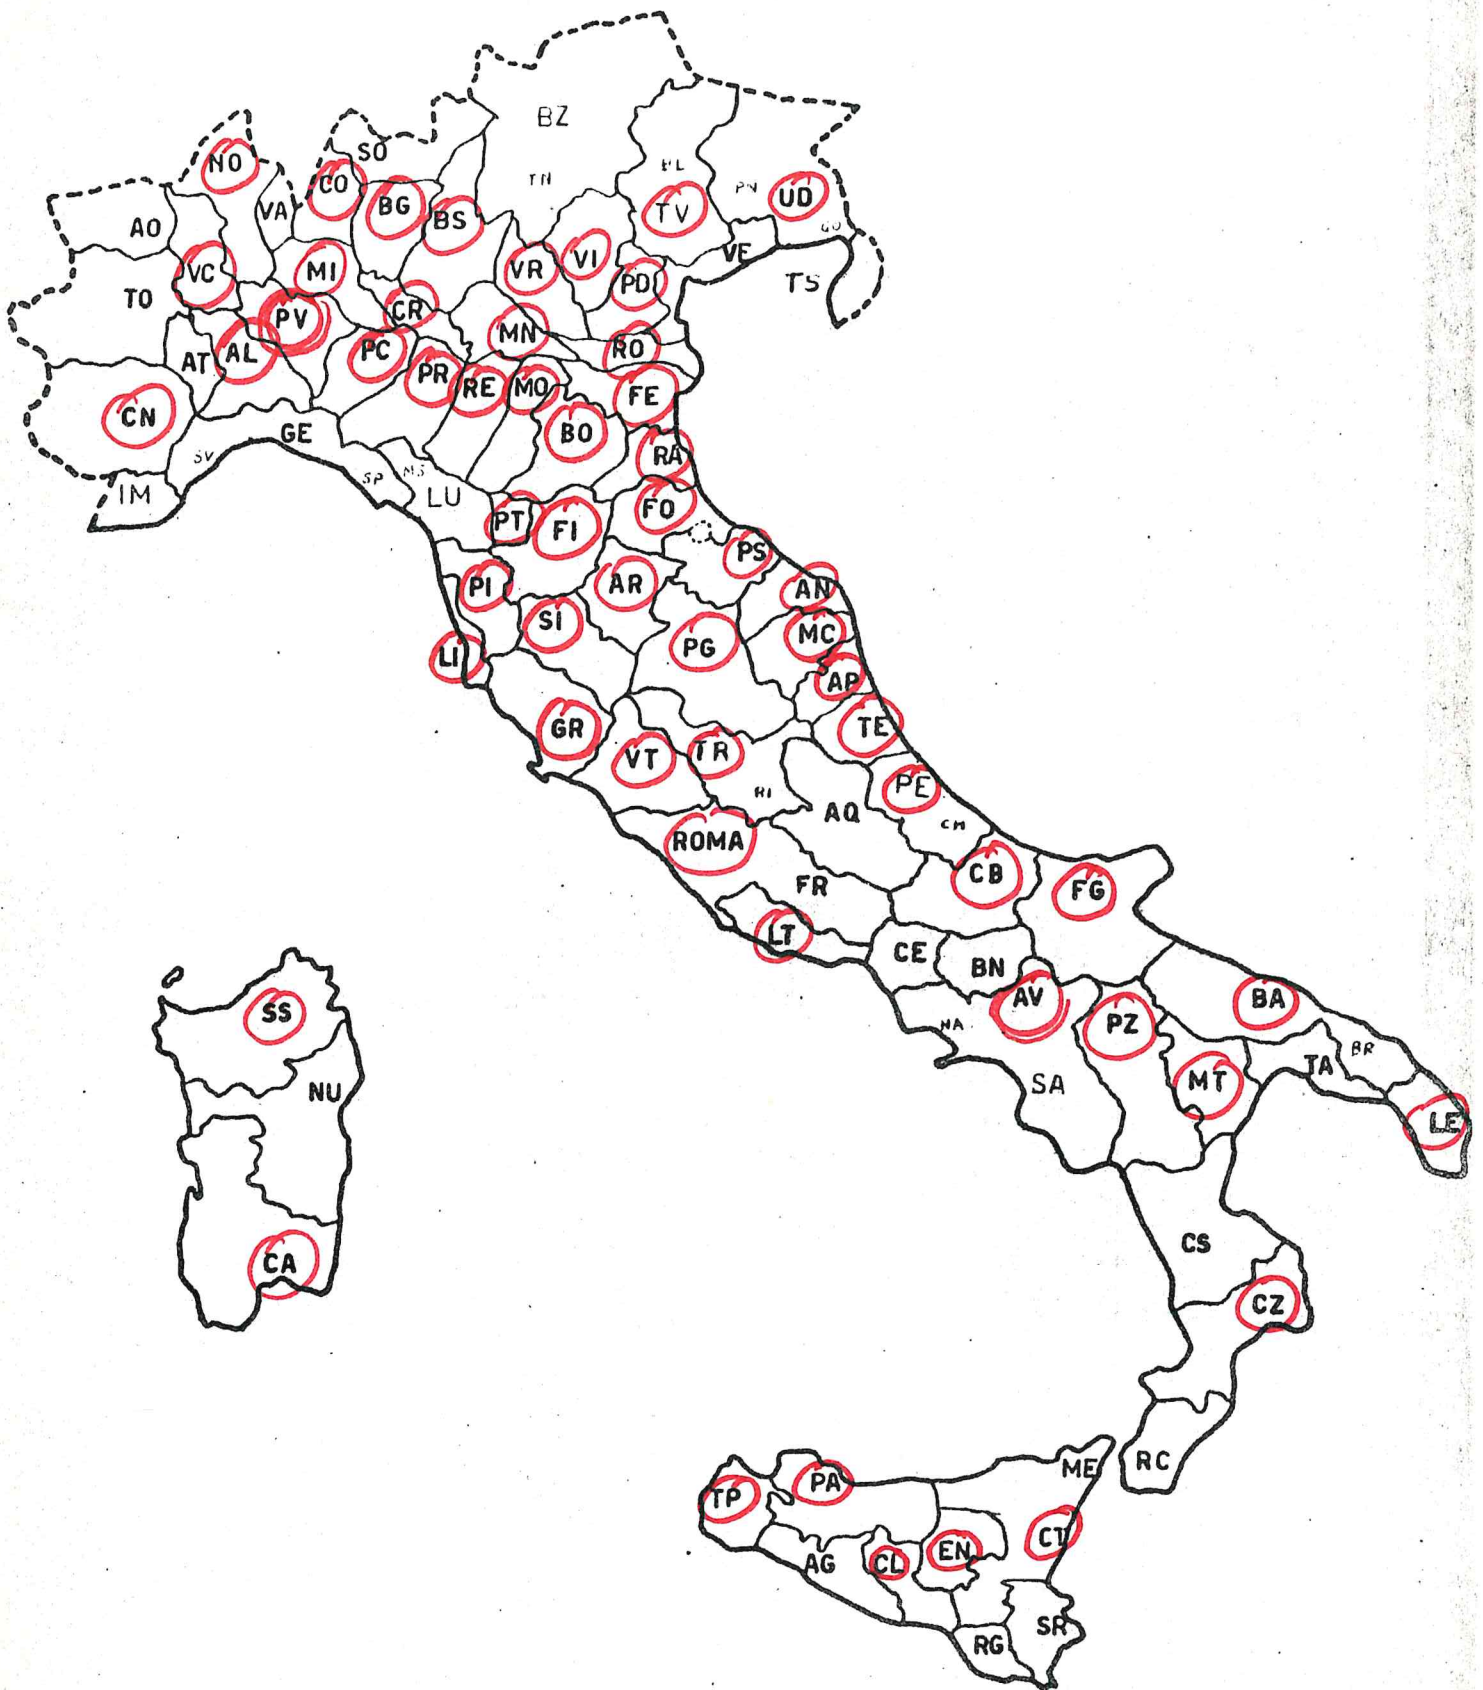 BZ
NO
SO
CO
TN
BL
PN
UD
VA
BG
BS
TV
AO
GO
VC
MI
VR
VI
PD
VE
TS
TO
PV
CR
MN
RO
AT
AL
PC
PR
RE
MO
FE
CN
GE
BO
RA
SV
SP
MS
IM
LU
PT
FI
FO
PS
PI
AR
AN
SI
PG
MC
LI
AP
GR
VT
TR
TE
RI
PE
AQ
CH
ROMA
FR
CB
FG
LT
CE
BN
AV
BA
SS
NA
PZ
NU
SA
MT
TA
BR
LE
CS
CA
CZ
RC
ME
TP
PA
CT
AG
CL
EN
RG
SR